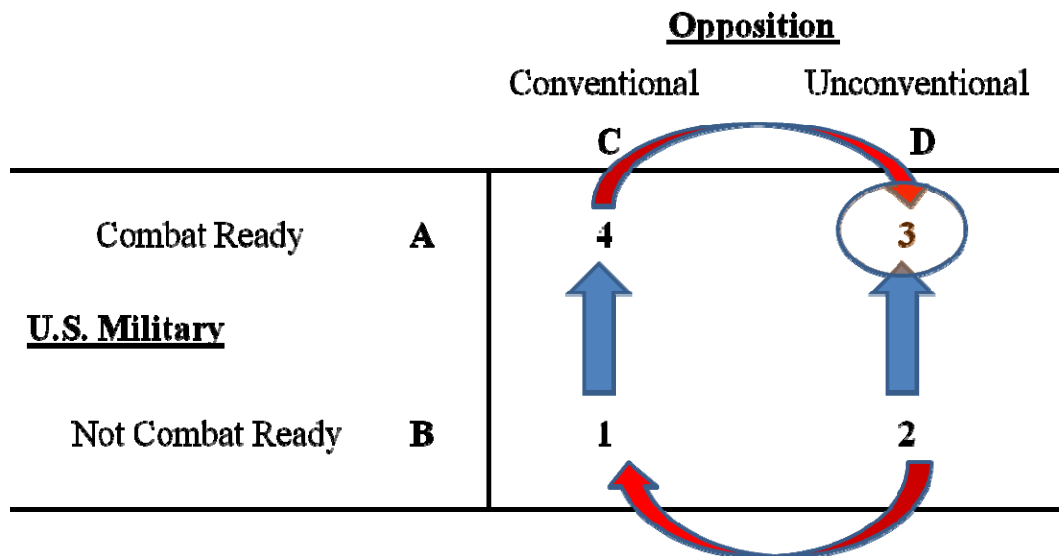 Opposition
Conventional Unconventional
C D
Combat Ready A 4 3
U.S. Military
Not Combat Ready B 1 2